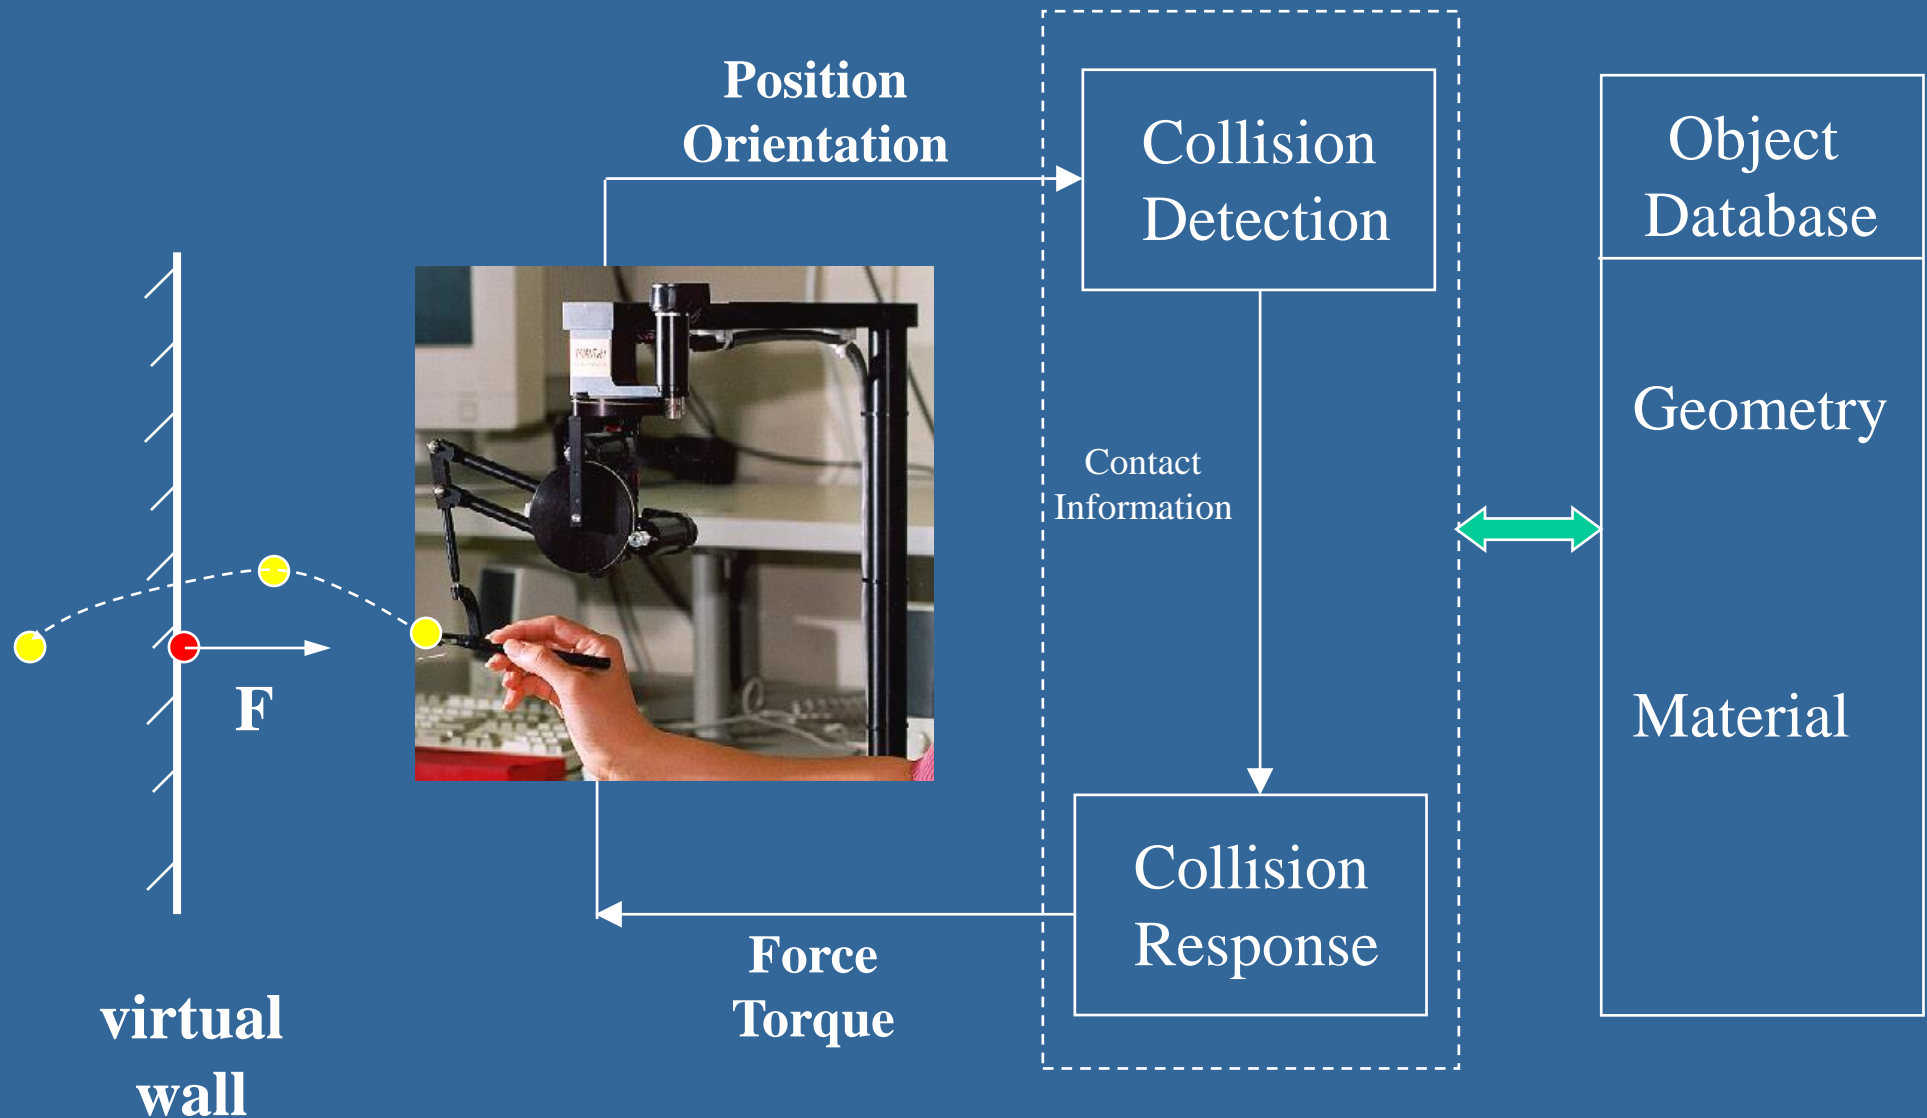 Position
Orientation
Collision
Detection
Object
Database
Geometry
Contact
Information
Material
F
Collision
Response
Force
Torque
virtual
wall